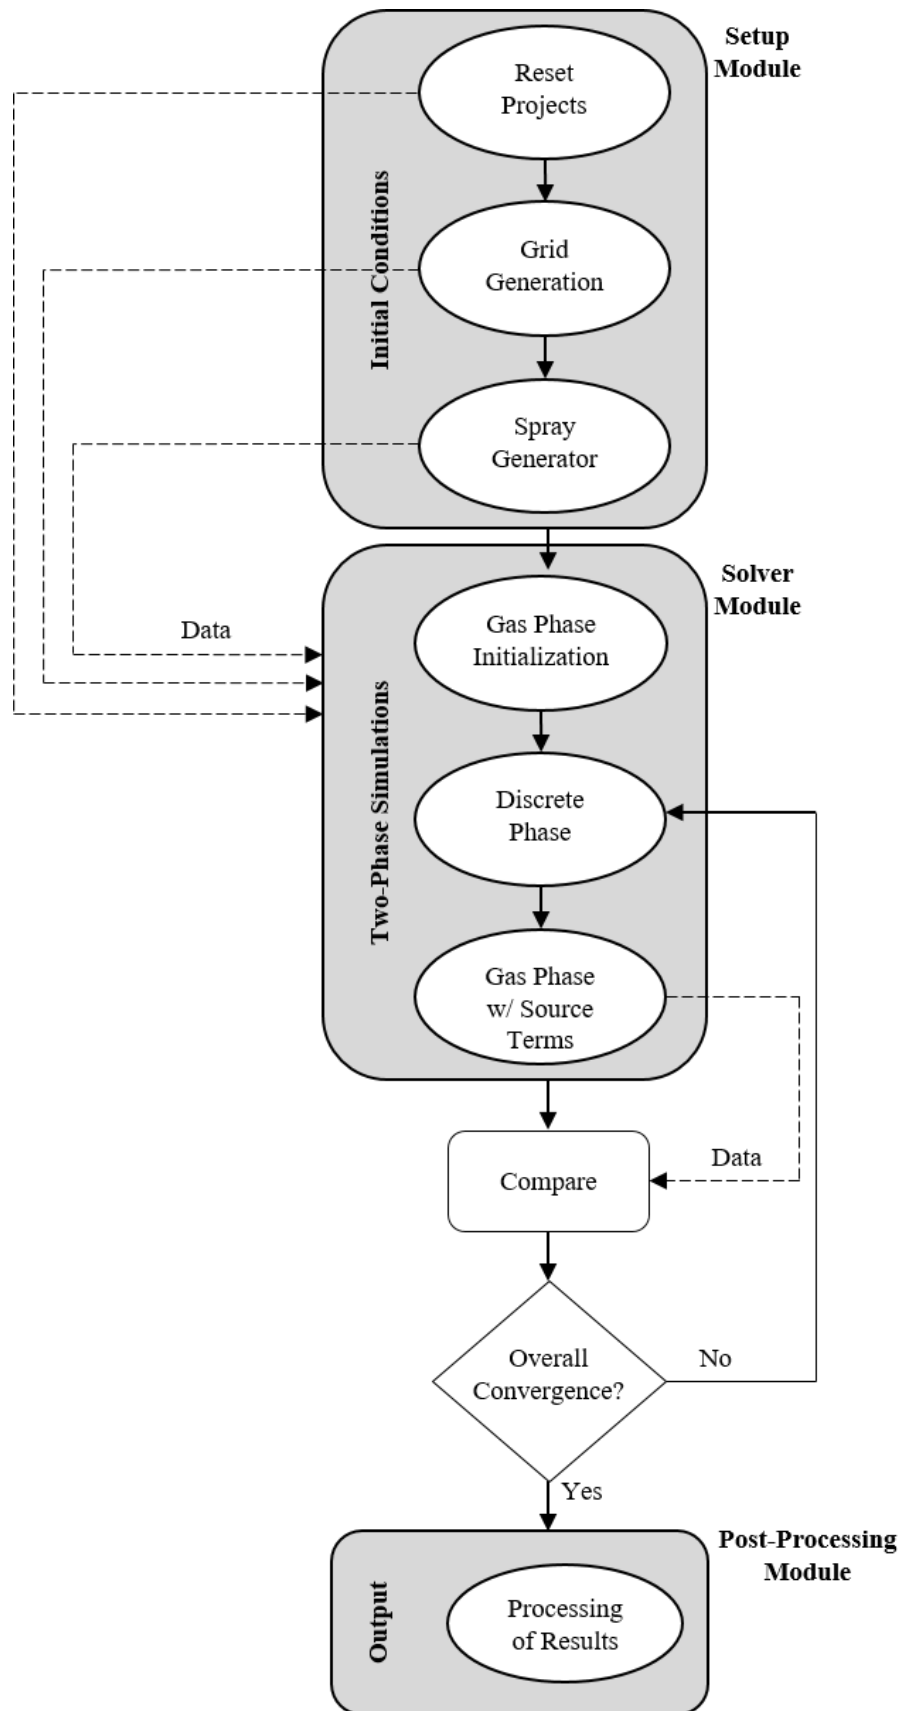 Setup
Module
Reset
Projects
Initial Conditions
Grid
Generation
Spray
Generator
Solver
Module
Data
Gas Phase
Initialization
Two-Phase Simulations
Discrete
Phase
Gas Phase
w/ Source
Terms
Data
Compare
Overall
Convergence?
No
Yes
Post-Processing
Module
Output
Processing
of Results